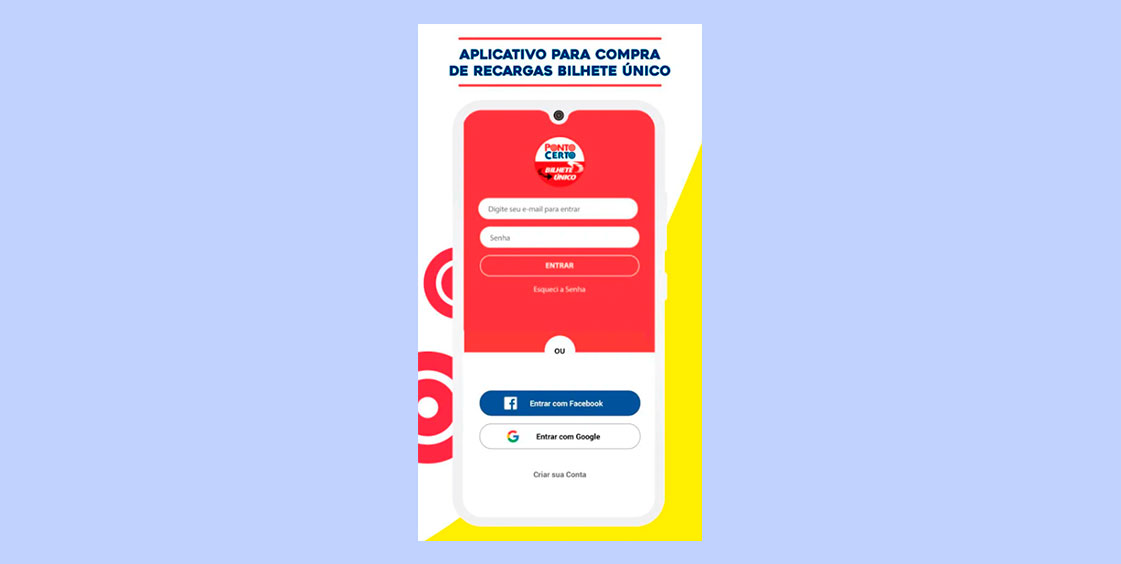 APLICATIVO PARA COMPRA
DE RECARGAS BILHETE ÚNICO
PONTO
CERTO
BILHETE
ÚNICO
Digite seu e-mail para entrar
Senha
ENTRAR
Esqueci a Senha
OU
Entrar com Facebook
Entrar com Google
Criar sua Conta